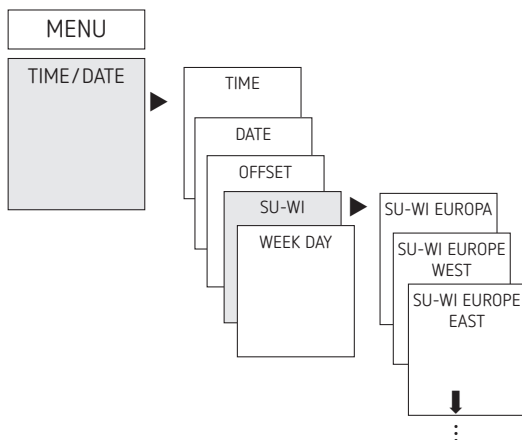 MENU
TIME/DATE
TIME
DATE
OFFSET
SU-WI
WEEK DAY
SU-WI EUROPA
SU-WI EUROPE
WEST
SU-WI EUROPE
EAST